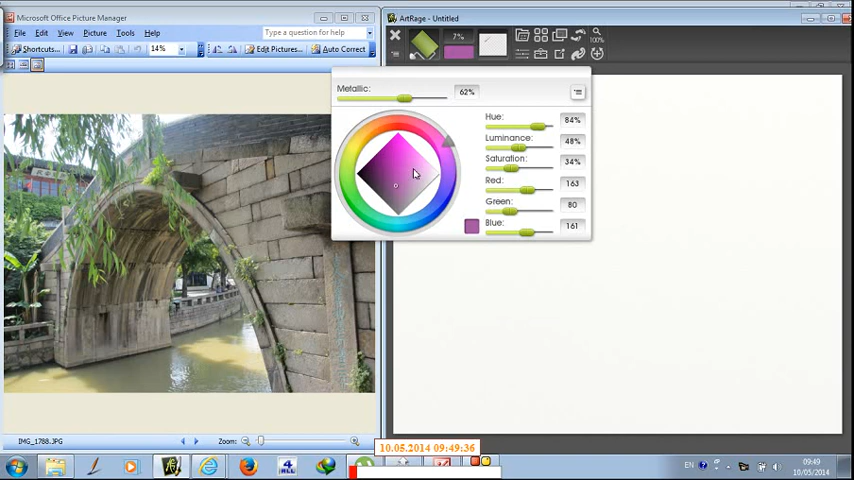 Microsoft Office Picture Manager
File Edit View Picture Tools Help
Type a question for help
Shortcuts...
14%
Edit Pictures...
Auto Correct
ArtRage - Untitled
7%
100%
Metallic:
62%
Hue:
84%
Luminance:
48%
Saturation:
34%
Red:
163
Green:
80
Blue:
161
IMG_1788.JPG
Zoom:
10.05.2014 09:49:36
EN
09:49
10/05/2014